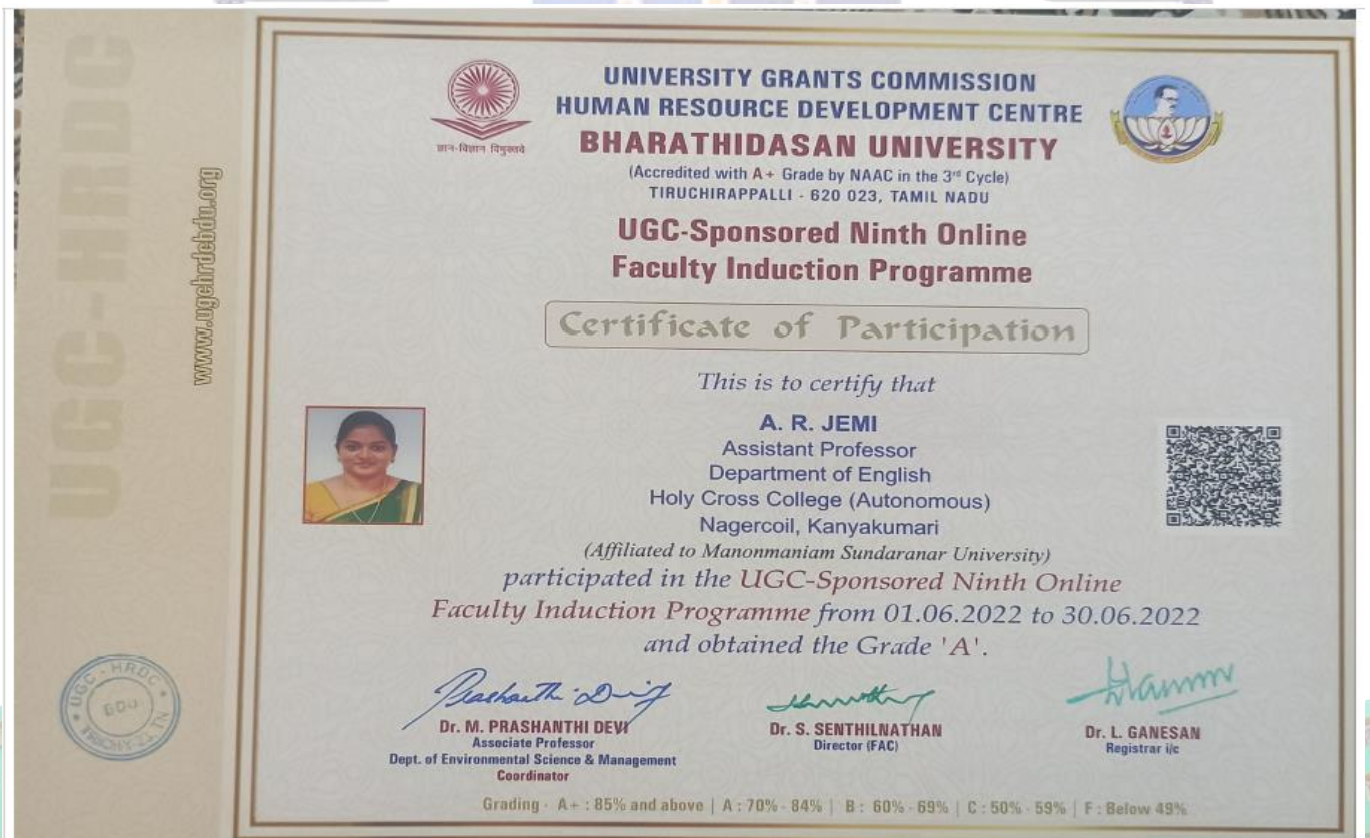 UGC-HRDC
www.ugchrdcbdu.org
UNIVERSITY GRANTS COMMISSION
HUMAN RESOURCE DEVELOPMENT CENTRE
BHARATHIDASAN UNIVERSITY
(Accredited with A+ Grade by NAAC in the 3rd Cycle)
TIRUCHIRAPPALLI - 620 023, TAMIL NADU
ज्ञान-विज्ञान विमुक्तये
UGC-Sponsored Ninth Online
Faculty Induction Programme
Certificate of Participation
This is to certify that
A. R. JEMI
Assistant Professor
Department of English
Holy Cross College (Autonomous)
Nagercoil, Kanyakumari
(Affiliated to Manonmaniam Sundaranar University)
participated in the UGC-Sponsored Ninth Online
Faculty Induction Programme from 01.06.2022 to 30.06.2022
and obtained the Grade 'A'.
UGC - HRDC
BDU
Prashanthi Devi
Dr. M. PRASHANTHI DEVI
Associate Professor
Dept. of Environmental Science & Management
Coordinator
Dr. S. SENTHILNATHAN
Director (FAC)
Dr. L. GANESAN
Registrar i/c
Grading - A+ : 85% and above | A : 70% - 84% | B : 60% - 69% | C : 50% - 59% | F : Below 49%